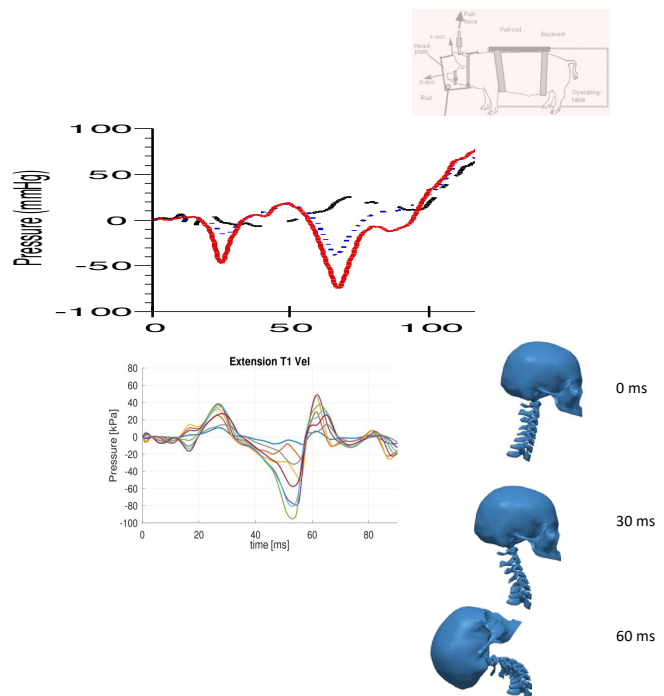 Pull-
force
x-acc.
Head-
plate
z-acc.
Rod
Pull-rod
Backrest
Operating-
table
Pressure (mmHg)
100
50
0
-50
-100
0
50
100
Extension T1 Vel
Pressure [kPa]
80
60
40
20
0
-20
-40
-60
-80
-100
0
20
40
60
80
time [ms]
0 ms
30 ms
60 ms